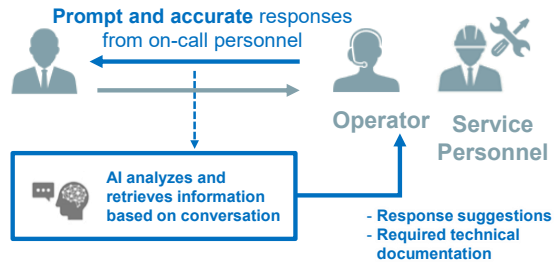 Prompt and accurate responses
from on-call personnel
Operator
Service
Personnel
AI analyzes and
retrieves information
based on conversation
- Response suggestions
- Required technical
documentation